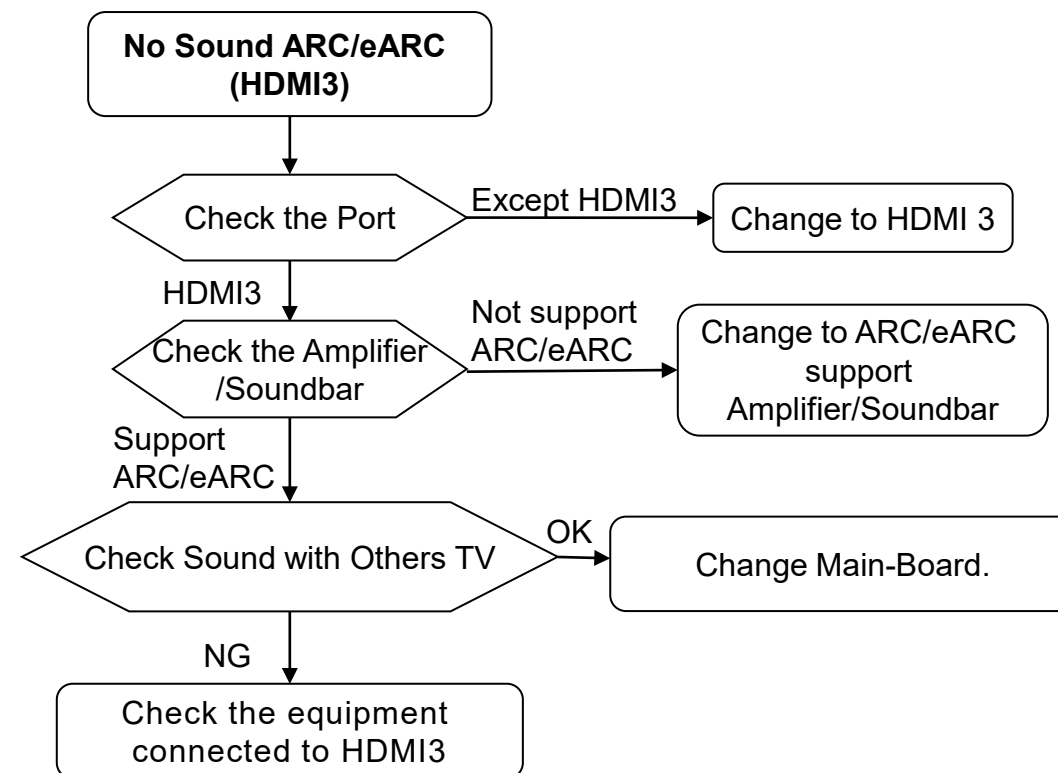 No Sound ARC/eARC
(HDMI3)
Check the Port
Except HDMI3
Change to HDMI 3
HDMI3
Check the Amplifier
/Soundbar
Not support
ARC/eARC
Change to ARC/eARC
support
Amplifier/Soundbar
Support
ARC/eARC
Check Sound with Others TV
OK
Change Main-Board.
NG
Check the equipment
connected to HDMI3